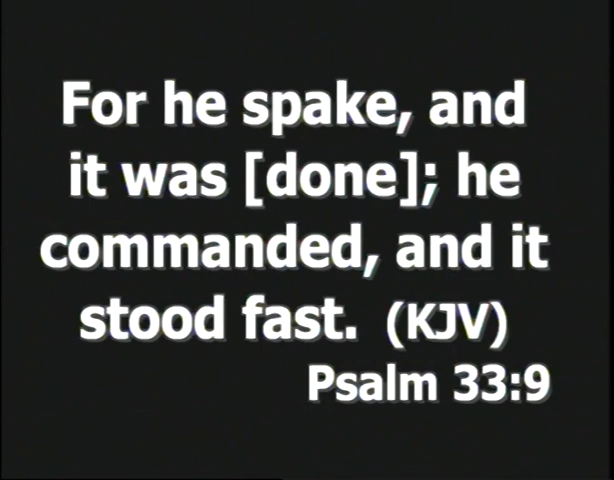 For he spake, and
it was [done]; he
commanded, and it
stood fast. (KJV)
Psalm 33:9